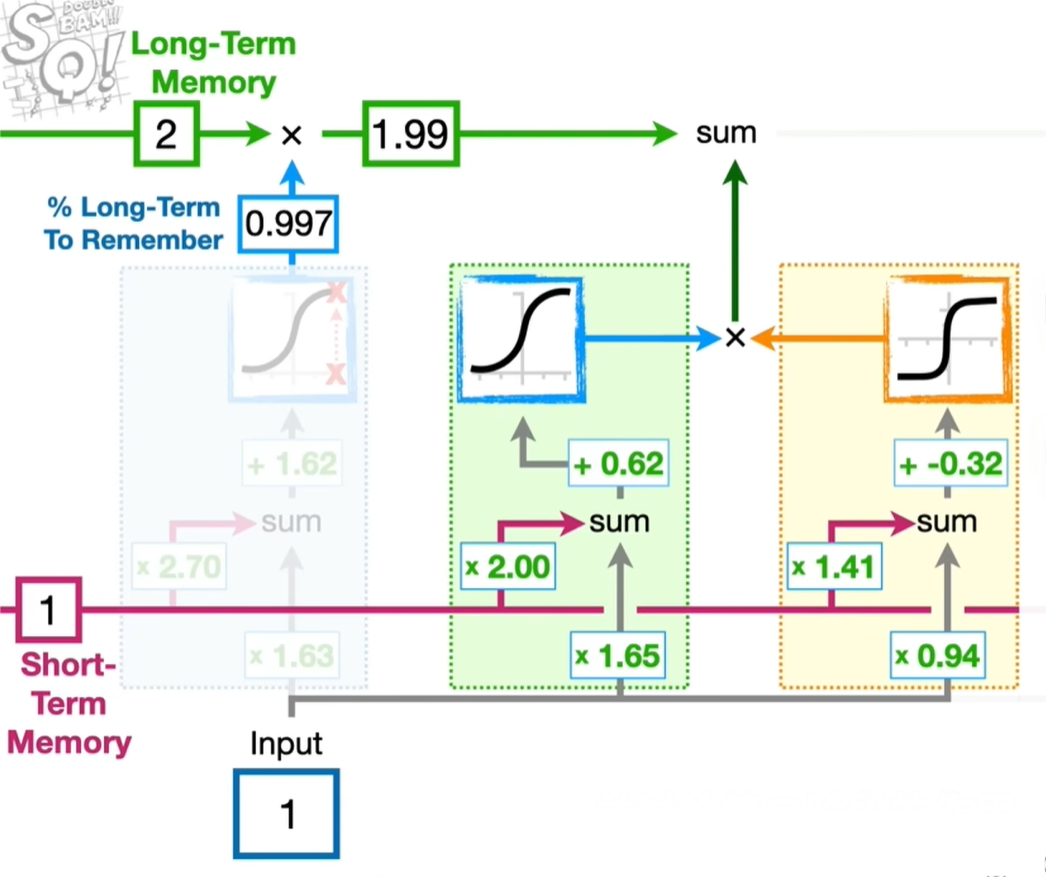 DOUBLE
BAM!!!
SQ!
Long-Term
Memory
2 × 1.99 sum
% Long-Term
To Remember
0.997
×
+ 1.62 + 0.62 + -0.32
sum sum sum
x 2.70 x 2.00 x 1.41
1
x 1.63 x 1.65 x 0.94
Short-
Term
Memory
Input
1